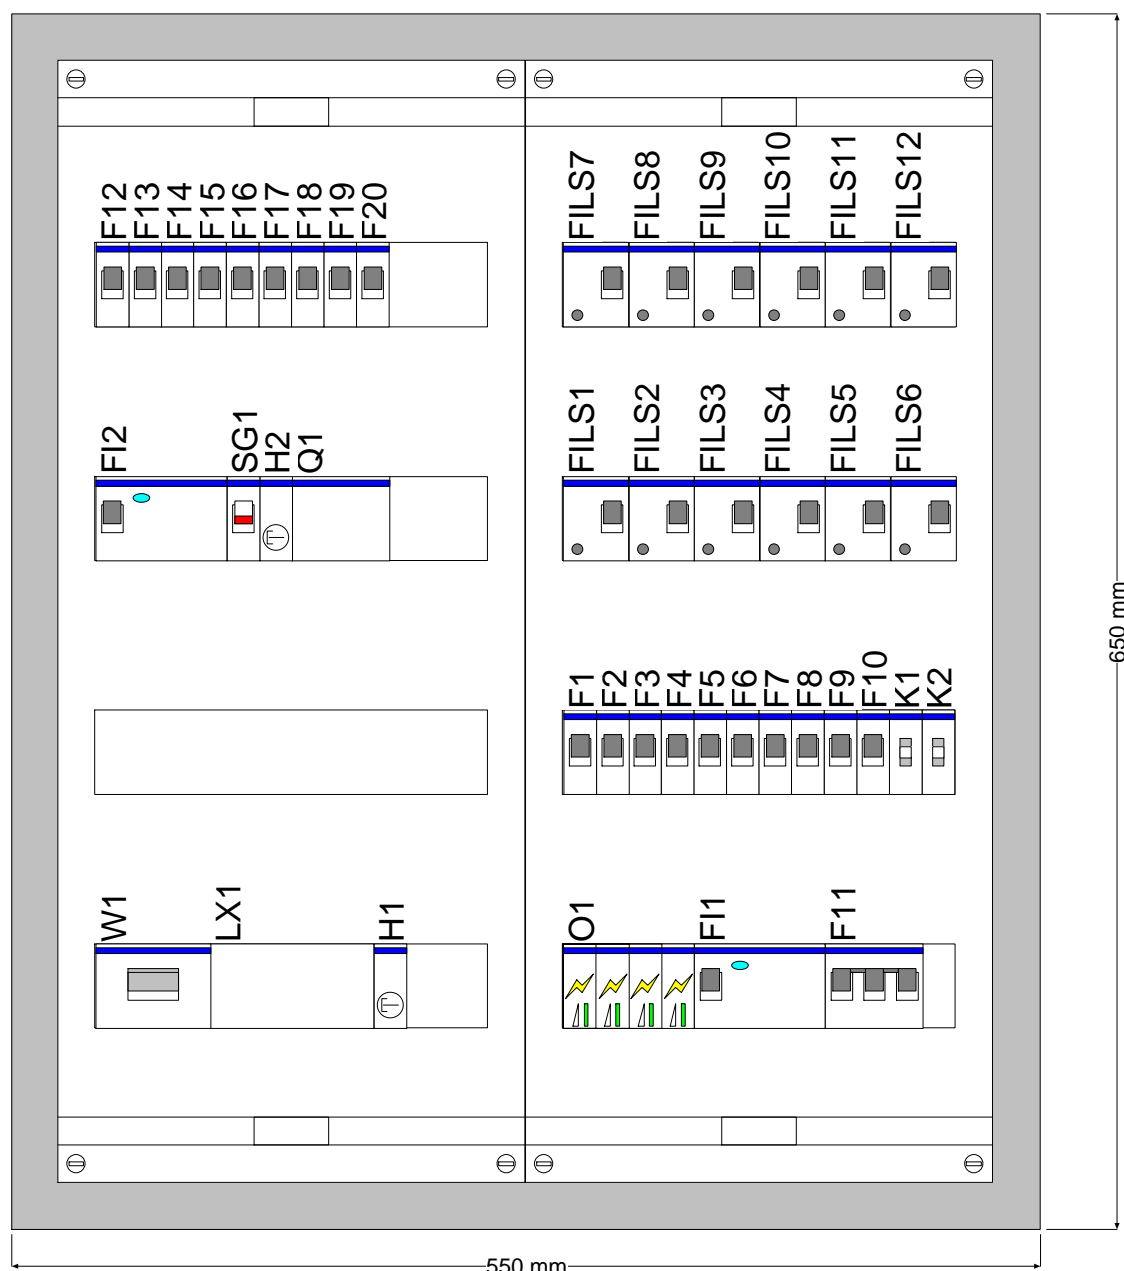 F12 F13 F14 F15 F16 F17 F18 F19 F20
FILS7 FILS8 FILS9 FILS10 FILS11 FILS12
FI2 SG1 H2 Q1
FILS1 FILS2 FILS3 FILS4 FILS5 FILS6
F1 F2 F3 F4 F5 F6 F7 F8 F9 F10 K1 K2
W1 LX1 H1
O1 FI1 F11
650 mm
550 mm